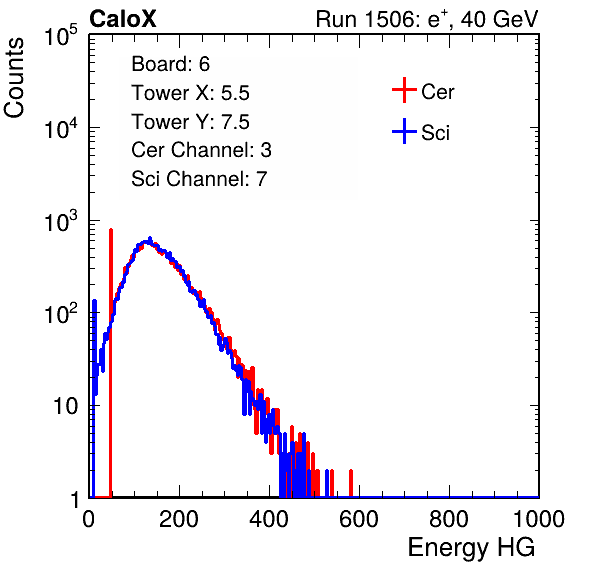 CaloX Run 1506: e⁺, 40 GeV
Counts
Board: 6
Tower X: 5.5
Tower Y: 7.5
Cer Channel: 3
Sci Channel: 7
Cer
Sci
10⁵
10⁴
10³
10²
10
1
0 200 400 600 800 1000
Energy HG